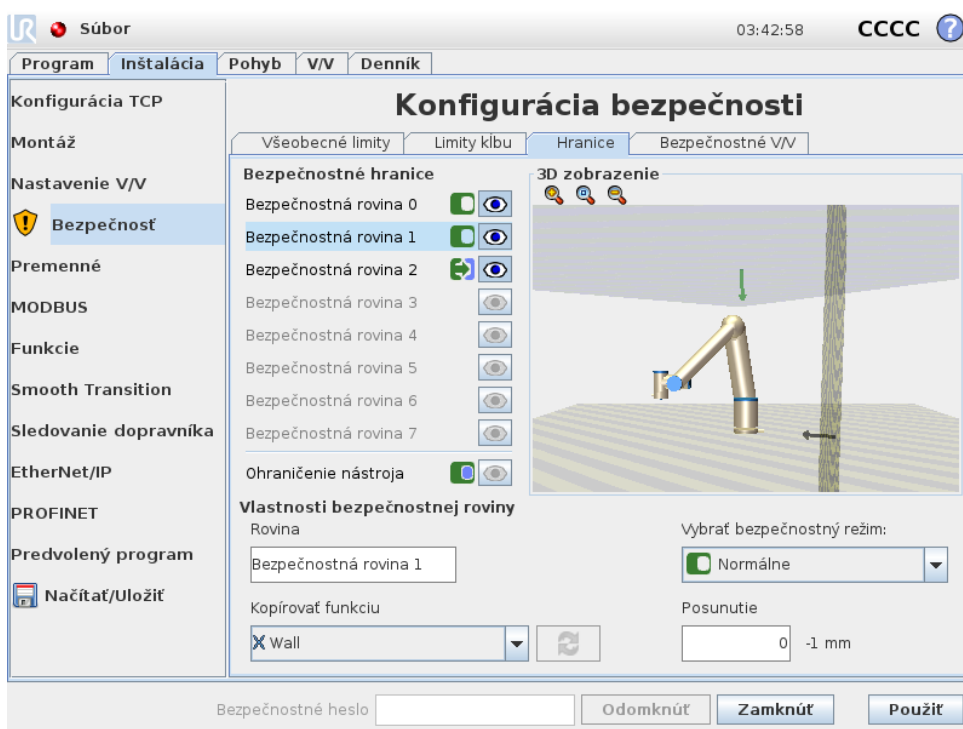 UR Súbor 03:42:58 CCCC ?
Program Inštalácia Pohyb V/V Denník
Konfigurácia TCP
Montáž
Nastavenie V/V
Bezpečnosť
Premenné
MODBUS
Funkcie
Smooth Transition
Sledovanie dopravníka
EtherNet/IP
PROFINET
Predvolený program
Načítať/Uložiť
Konfigurácia bezpečnosti
Všeobecné limity Limity kĺbu Hranice Bezpečnostné V/V
Bezpečnostné hranice
Bezpečnostná rovina 0
Bezpečnostná rovina 1
Bezpečnostná rovina 2
Bezpečnostná rovina 3
Bezpečnostná rovina 4
Bezpečnostná rovina 5
Bezpečnostná rovina 6
Bezpečnostná rovina 7
Ohraničenie nástroja
3D zobrazenie
Vlastnosti bezpečnostnej roviny
Rovina
Bezpečnostná rovina 1
Kopírovať funkciu
Wall
Vybrať bezpečnostný režim:
Normálne
Posunutie
0 -1 mm
Bezpečnostné heslo Odomknúť Zamknúť Použiť